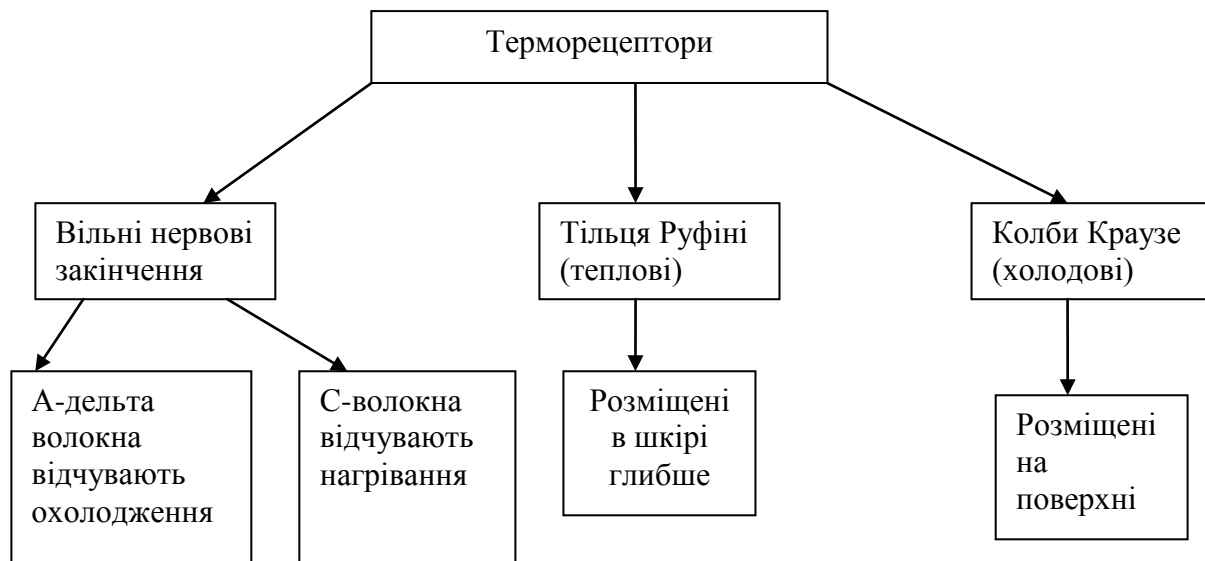 Терморецептори
Вільні нервові
закінчення
Тільця Руфіні
(теплові)
Колби Краузе
(холодові)
А-дельта
волокна
відчувають
охолодження
С-волокна
відчувають
нагрівання
Розміщені
в шкірі
глибше
Розміщені
на
поверхні